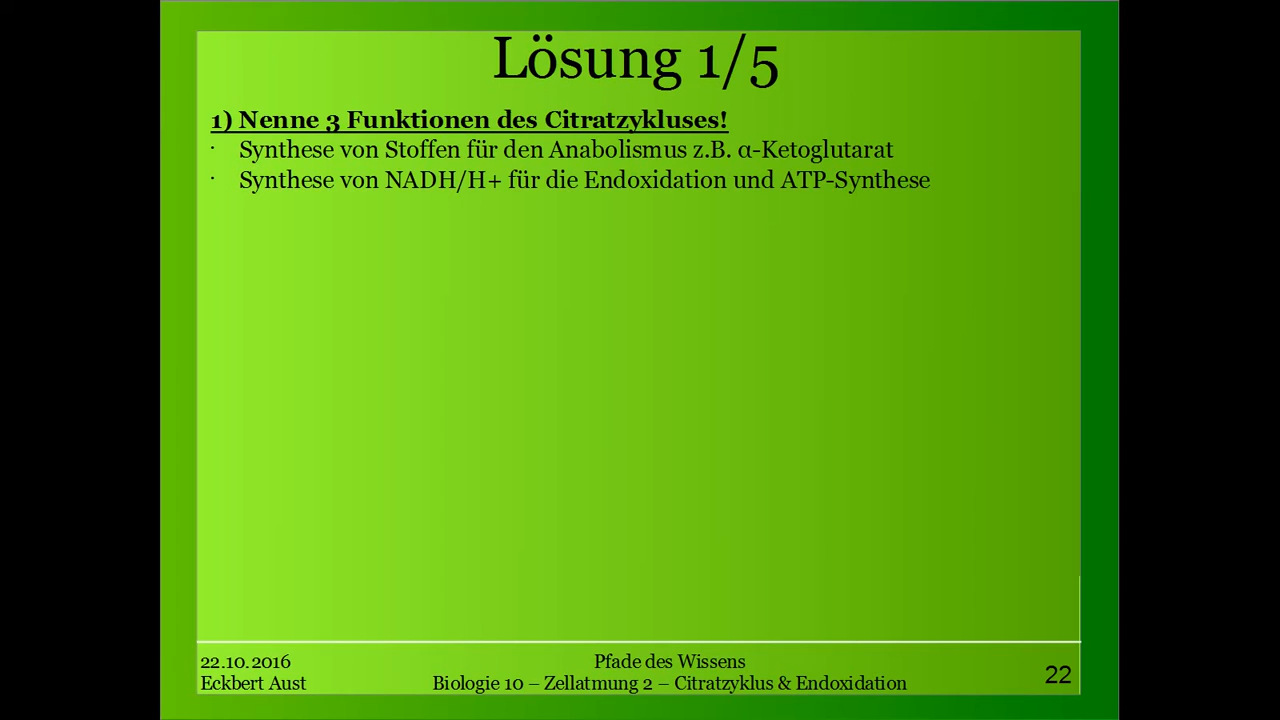 Lösung 1/5
1) Nenne 3 Funktionen des Citratzykluses!
· Synthese von Stoffen für den Anabolismus z.B. α-Ketoglutarat
· Synthese von NADH/H+ für die Endoxidation und ATP-Synthese
22.10.2016
Eckbert Aust
Pfade des Wissens
Biologie 10 – Zellatmung 2 – Citratzyklus & Endoxidation
22